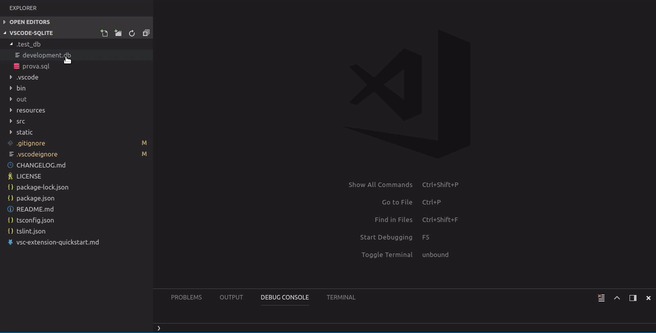 EXPLORER
OPEN EDITORS
VSCODE-SQLITE
.test_db
development.db
prova.sql
.vscode
bin
out
resources
src
static
.gitignore M
.vscodeignore M
CHANGELOG.md
LICENSE
package-lock.json
package.json
README.md
tsconfig.json
tslint.json
vsc-extension-quickstart.md
Show All Commands Ctrl+Shift+P
Go to File Ctrl+P
Find in Files Ctrl+Shift+F
Start Debugging F5
Toggle Terminal unbound
PROBLEMS OUTPUT DEBUG CONSOLE TERMINAL